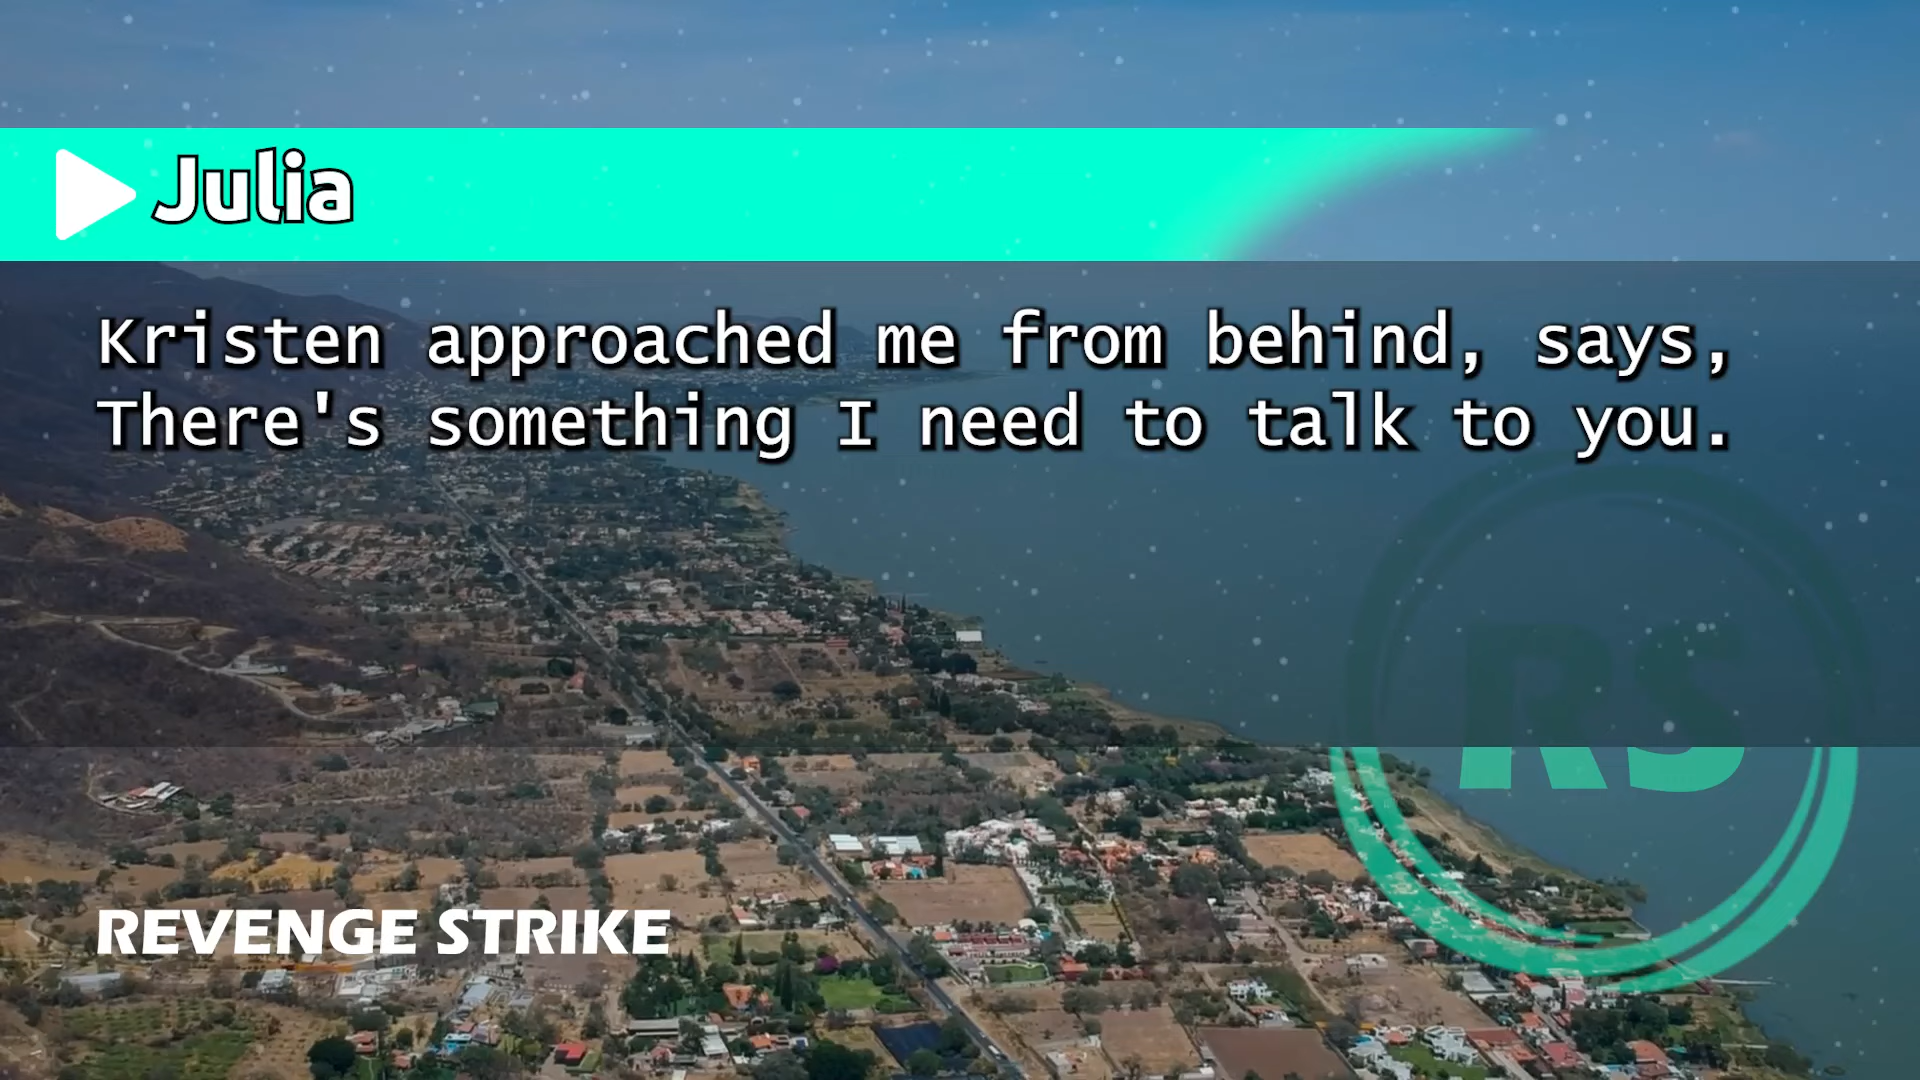 Julia
Kristen approached me from behind, says,
There's something I need to talk to you.
RS
REVENGE STRIKE